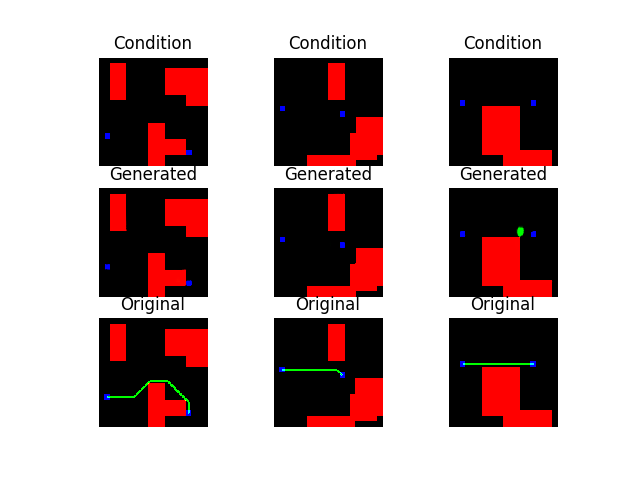 Condition Condition Condition
Generated Generated Generated
Original Original Original